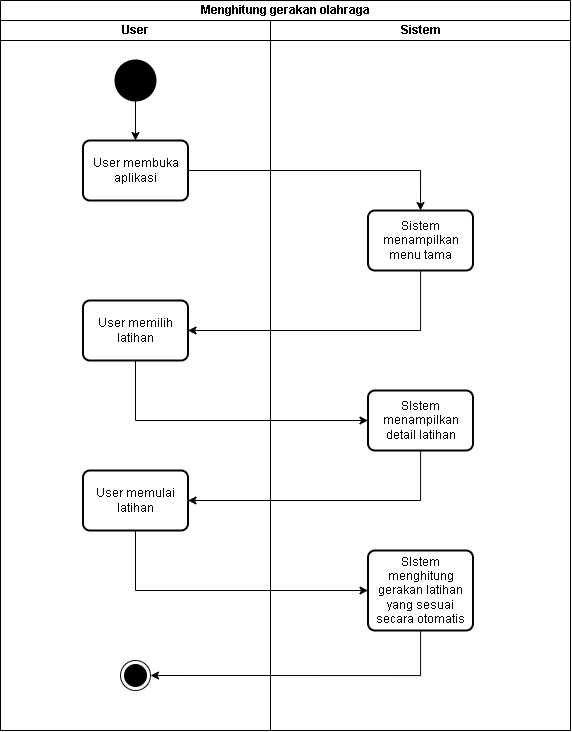 Menghitung gerakan olahraga
User
Sistem
User membuka
aplikasi
Sistem
menampilkan
menu tama
User memilih
latihan
SIstem
menampilkan
detail latihan
User memulai
latihan
SIstem
menghitung
gerakan latihan
yang sesuai
secara otomatis